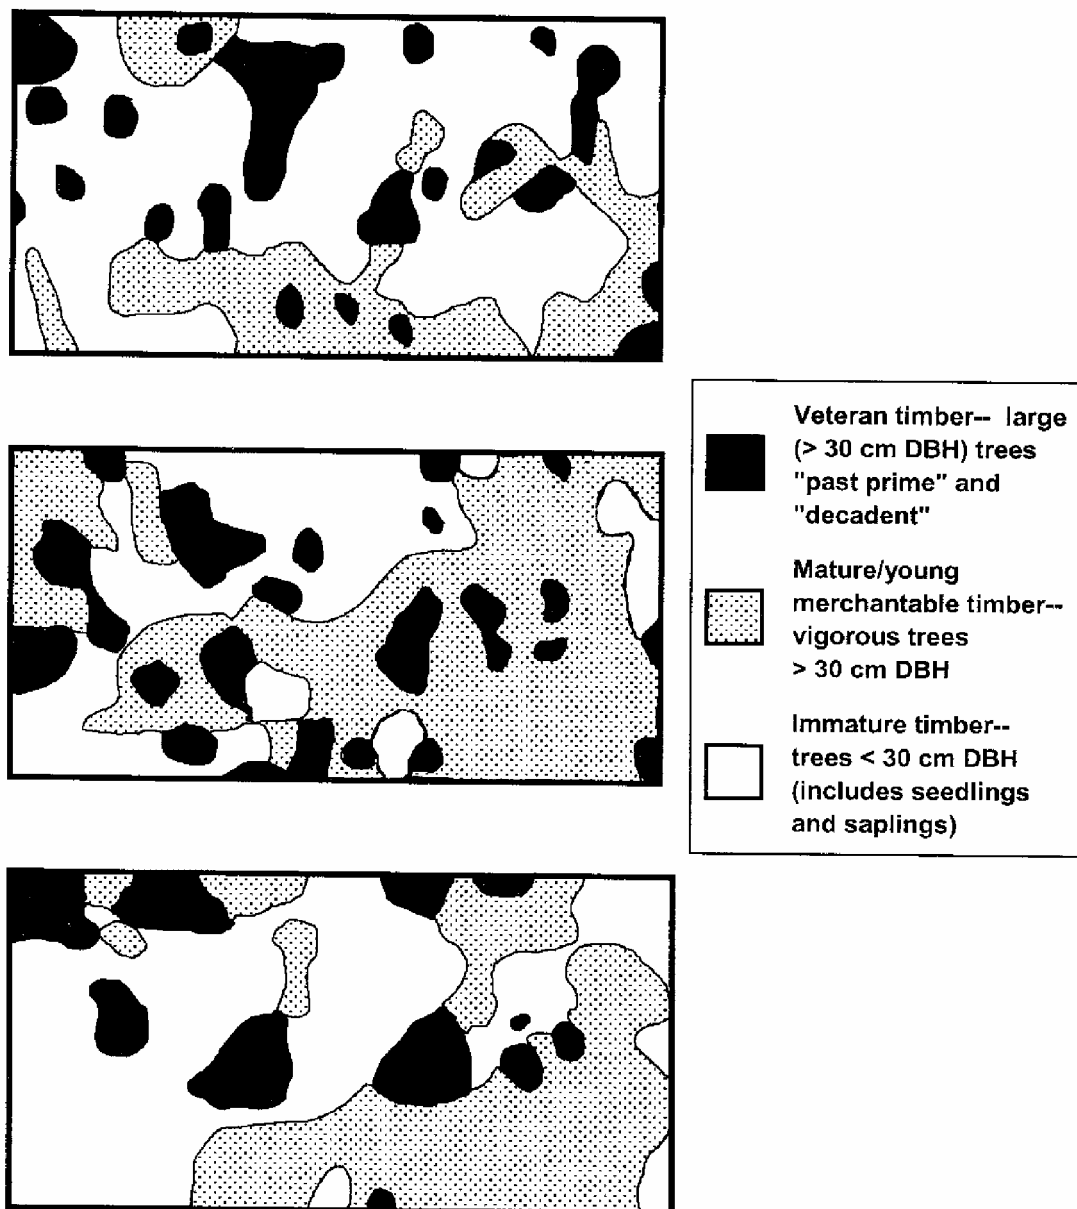 Veteran timber-- large
(> 30 cm DBH) trees
"past prime" and
"decadent"
Mature/young
merchantable timber--
vigorous trees
> 30 cm DBH
Immature timber--
trees < 30 cm DBH
(includes seedlings
and saplings)